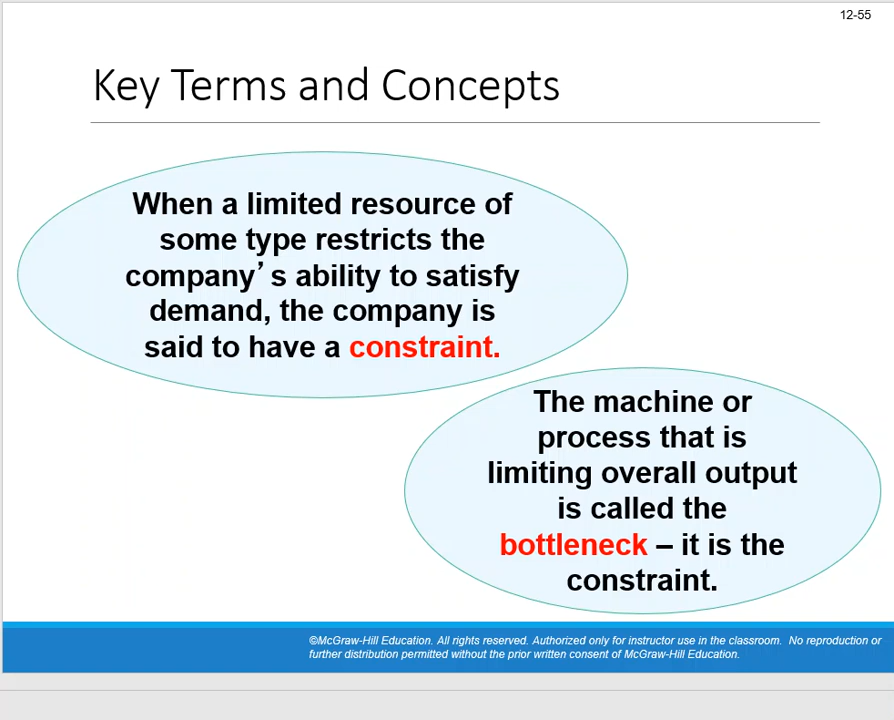 12-55
Key Terms and Concepts
When a limited resource of
some type restricts the
company’s ability to satisfy
demand, the company is
said to have a constraint.
The machine or
process that is
limiting overall output
is called the
bottleneck – it is the
constraint.
©McGraw-Hill Education. All rights reserved. Authorized only for instructor use in the classroom. No reproduction or
further distribution permitted without the prior written consent of McGraw-Hill Education.